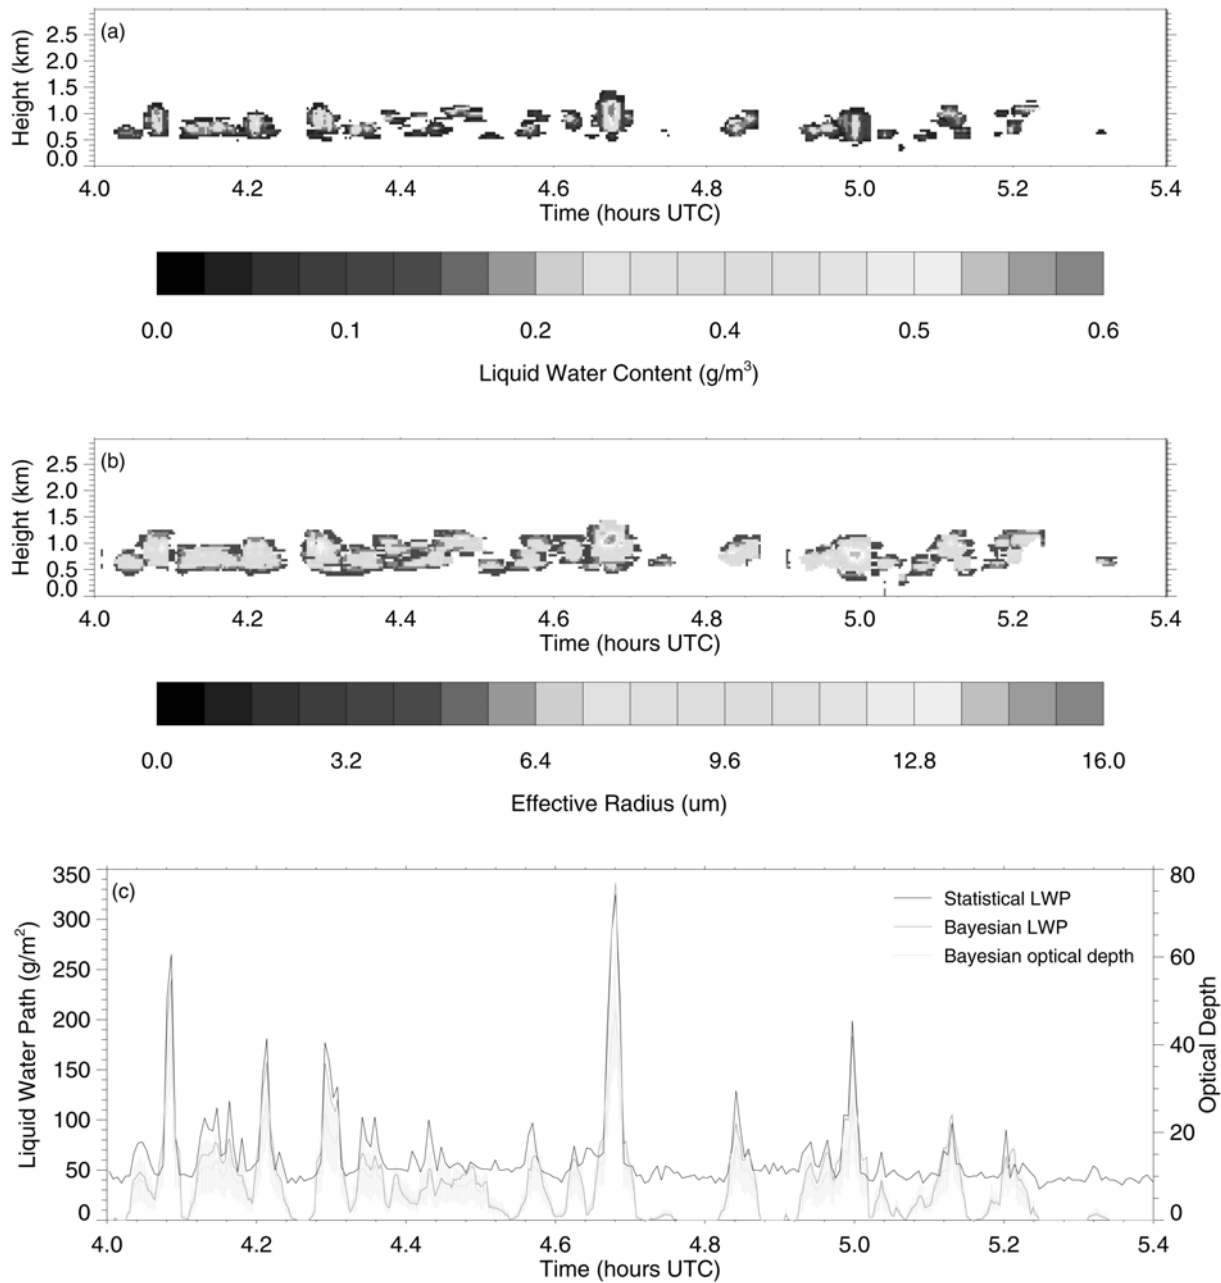 (a)
Height (km)
2.5
2.0
1.5
1.0
0.5
0.0
4.0 4.2 4.4 4.6 4.8 5.0 5.2 5.4
Time (hours UTC)
0.0 0.1 0.2 0.4 0.5 0.6
Liquid Water Content (g/m³)
(b)
Height (km)
2.5
2.0
1.5
1.0
0.5
0.0
4.0 4.2 4.4 4.6 4.8 5.0 5.2 5.4
Time (hours UTC)
0.0 3.2 6.4 9.6 12.8 16.0
Effective Radius (um)
(c)
Liquid Water Path (g/m²)
350
300
250
200
150
100
50
0
Statistical LWP
Bayesian LWP
Bayesian optical depth
80
60
40
20
0
Optical Depth
4.0 4.2 4.4 4.6 4.8 5.0 5.2 5.4
Time (hours UTC)